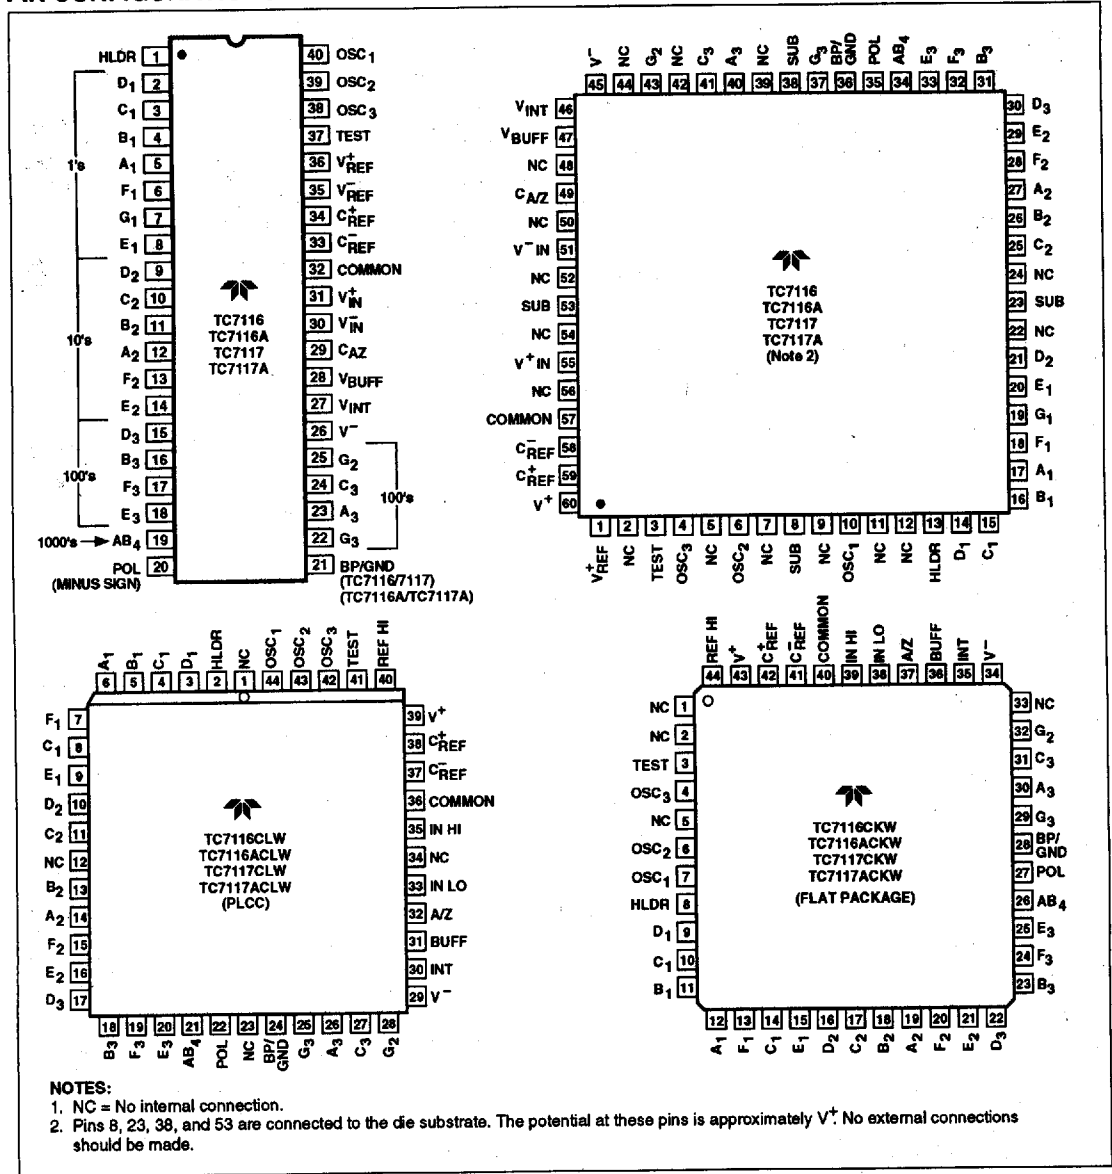 HLDR 1
D1 2
C1 3
B1 4
A1 5
F1 6
G1 7
E1 8
D2 9
C2 10
B2 11
A2 12
F2 13
E2 14
D3 15
B3 16
F3 17
E3 18
1000's AB4 19
POL 20
(MINUS SIGN)
1's
10's
100's
TC7116
TC7116A
TC7117
TC7117A
40 OSC1
39 OSC2
38 OSC3
37 TEST
36 V+REF
35 V−REF
34 C+REF
33 C−REF
32 COMMON
31 V+IN
30 V−IN
29 CAZ
28 VBUFF
27 VINT
26 V−
25 G2
24 C3
23 A3
22 G3
100's
21 BP/GND
(TC7116/7117)
(TC7116A/TC7117A)
V− NC G2 NC C3 A3 NC SUB G3 BP/GND POL AB4 E3 F3 B3
45 44 43 42 41 40 39 38 37 36 35 34 33 32 31
VINT 46
VBUFF 47
NC 48
CA/Z 49
NC 50
V−IN 51
NC 52
SUB 53
NC 54
V+IN 55
NC 56
COMMON 57
C−REF 58
C+REF 59
V+ 60
TC7116
TC7116A
TC7117
TC7117A
(Note 2)
30 D3
29 E2
28 F2
27 A2
26 B2
25 C2
24 NC
23 SUB
22 NC
21 D2
20 E1
19 G1
18 F1
17 A1
16 B1
1 2 3 4 5 6 7 8 9 10 11 12 13 14 15
V+REF NC TEST OSC3 NC OSC2 NC SUB NC OSC1 NC NC HLDR D1 C1
A1 B1 C1 D1 HLDR NC OSC1 OSC2 OSC3 TEST REF HI
6 5 4 3 2 1 44 43 42 41 40
F1 7
C1 8
E1 9
D2 10
C2 11
NC 12
B2 13
A2 14
F2 15
E2 16
D3 17
TC7116CLW
TC7116ACLW
TC7117CLW
TC7117ACLW
(PLCC)
39 V+
38 C+REF
37 C−REF
36 COMMON
35 IN HI
34 NC
33 IN LO
32 A/Z
31 BUFF
30 INT
29 V−
18 19 20 21 22 23 24 25 26 27 28
B3 F3 E3 AB4 POL NC BP/GND G3 A3 C3 G2
REF HI V+ C+REF C−REF COMMON IN HI IN LO A/Z BUFF INT V−
44 43 42 41 40 39 38 37 36 35 34
NC 1
NC 2
TEST 3
OSC3 4
NC 5
OSC2 6
OSC1 7
HLDR 8
D1 9
C1 10
B1 11
TC7116CKW
TC7116ACKW
TC7117CKW
TC7117ACKW
(FLAT PACKAGE)
33 NC
32 G2
31 C3
30 A3
29 G3
28 BP/GND
27 POL
26 AB4
25 E3
24 F3
23 B3
12 13 14 15 16 17 18 19 20 21 22
A1 F1 C1 E1 D2 C2 B2 A2 F2 E2 D3
NOTES:
1. NC = No internal connection.
2. Pins 8, 23, 38, and 53 are connected to the die substrate. The potential at these pins is approximately V+. No external connections
should be made.